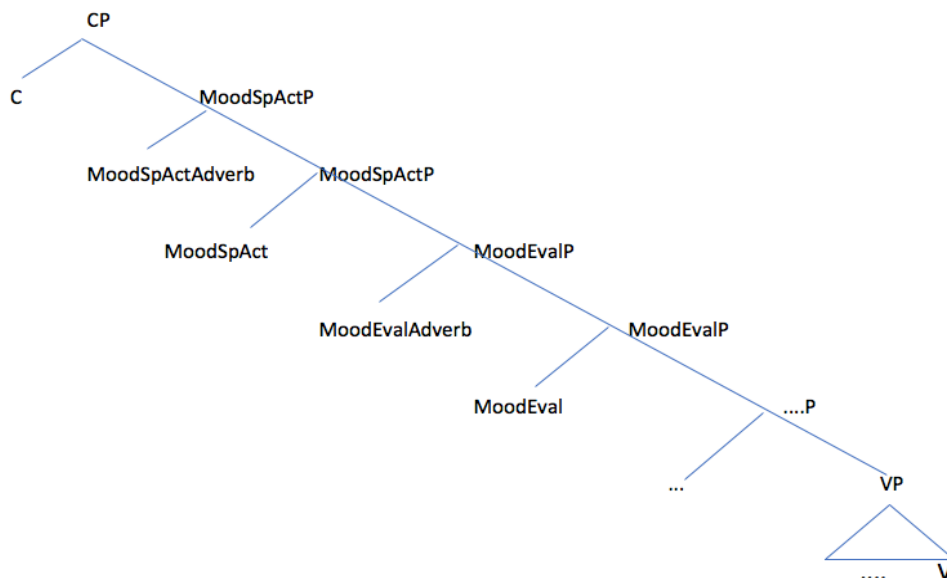 CP
C
MoodSpActP
MoodSpActAdverb
MoodSpActP
MoodSpAct
MoodEvalP
MoodEvalAdverb
MoodEvalP
MoodEval
....P
...
VP
.... V